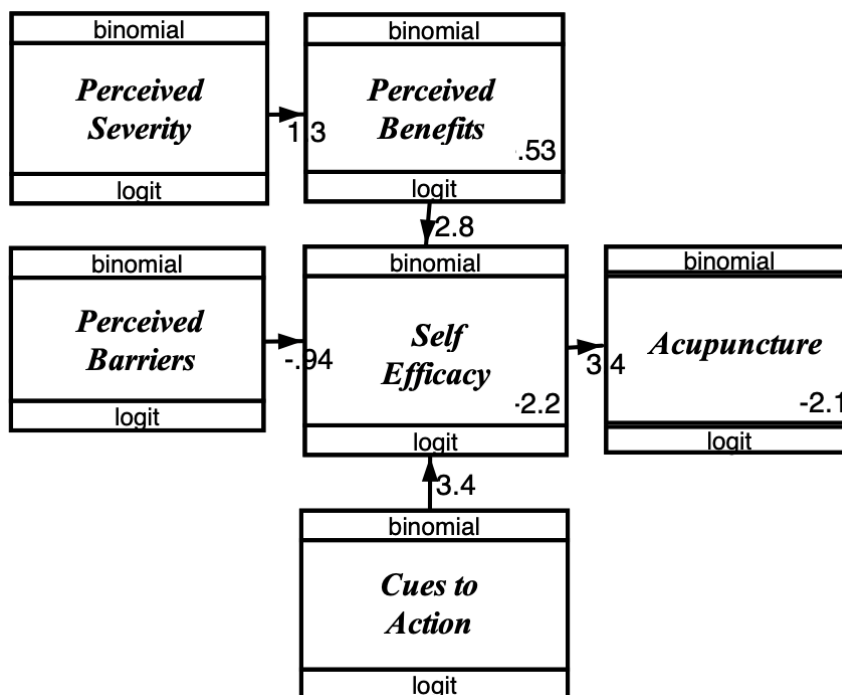 binomial
Perceived
Severity
logit
1.3
binomial
Perceived
Benefits
.53
logit
2.8
binomial
Perceived
Barriers
logit
-.94
binomial
Self
Efficacy
-2.2
logit
3.4
binomial
Acupuncture
-2.1
logit
3.4
binomial
Cues to
Action
logit